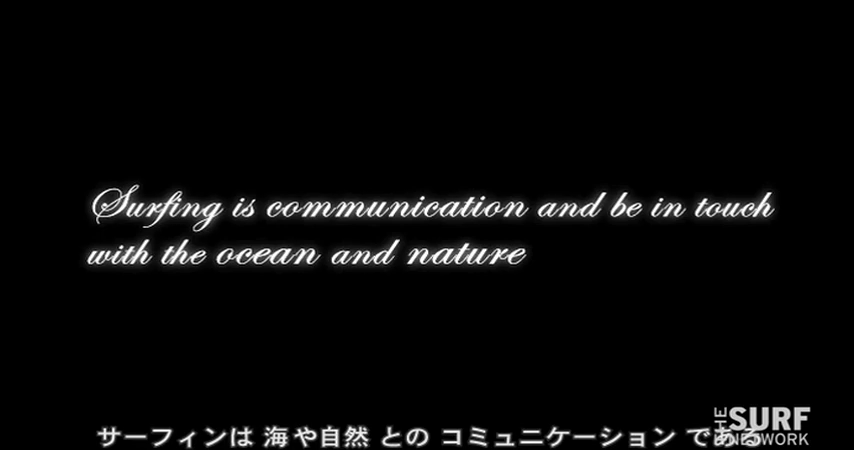 Surfing is communication and be in touch
with the ocean and nature
サーフィンは 海や自然 との コミュニケーション である
THE SURF NETWORK